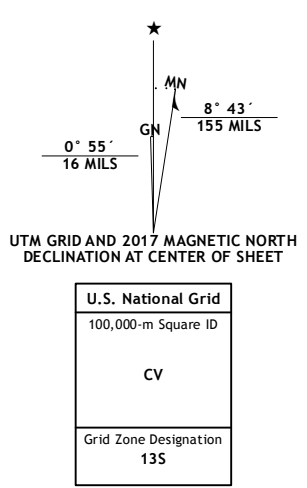 ★
MN
GN
8° 43´
155 MILS
0° 55´
16 MILS
UTM GRID AND 2017 MAGNETIC NORTH
DECLINATION AT CENTER OF SHEET
U.S. National Grid
100,000-m Square ID
CV
Grid Zone Designation
13S